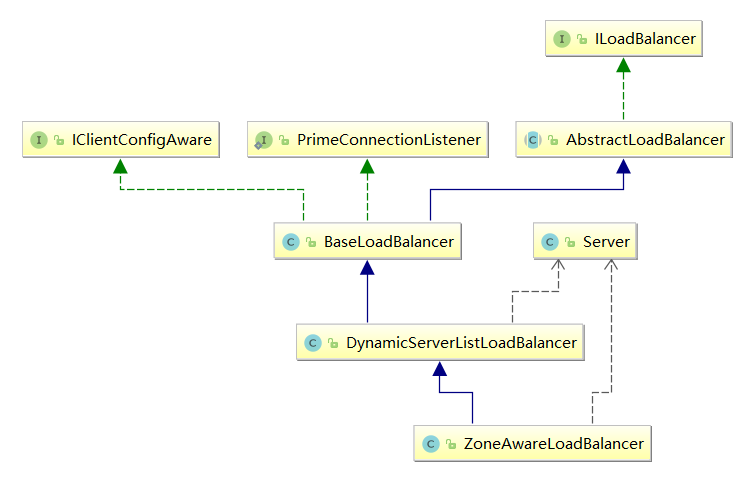 I ILoadBalancer
I IClientConfigAware
I PrimeConnectionListener
C AbstractLoadBalancer
C BaseLoadBalancer
C Server
C DynamicServerListLoadBalancer
C ZoneAwareLoadBalancer